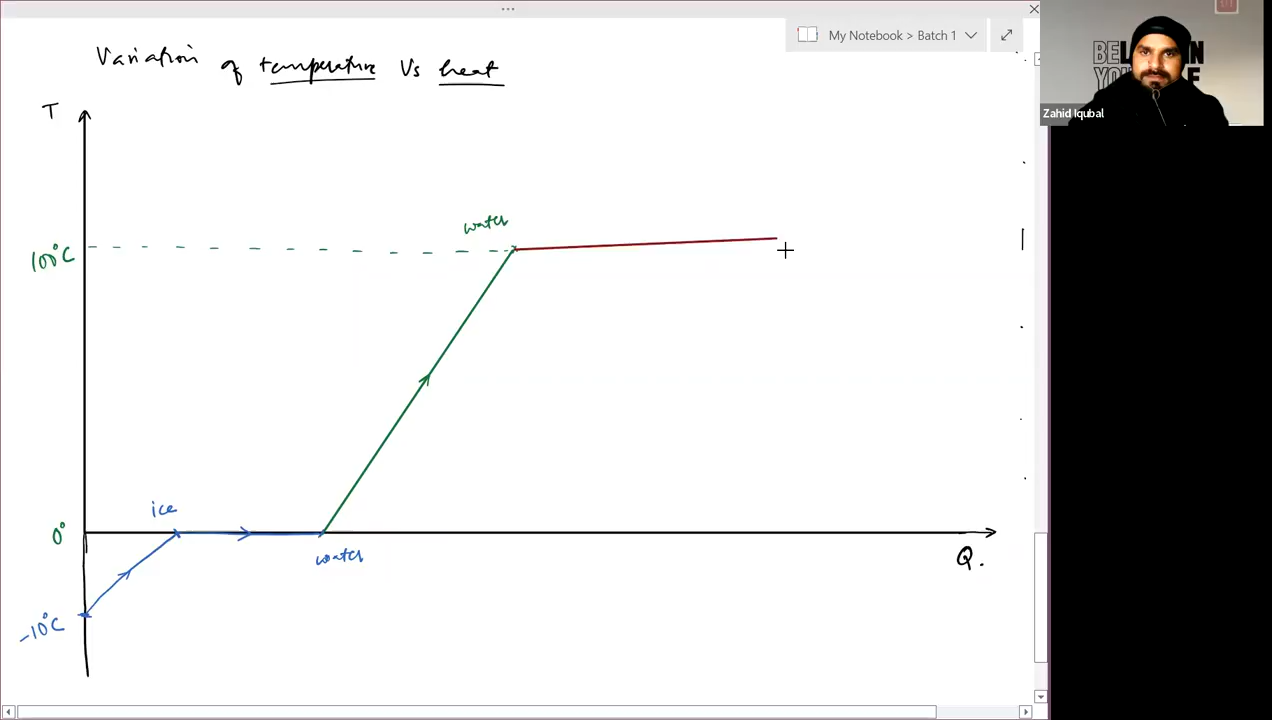 My Notebook > Batch 1
Variation of temperature Vs heat
T
water
100°C
ice
0°
water
Q.
-10°C
Zahid Iqubal